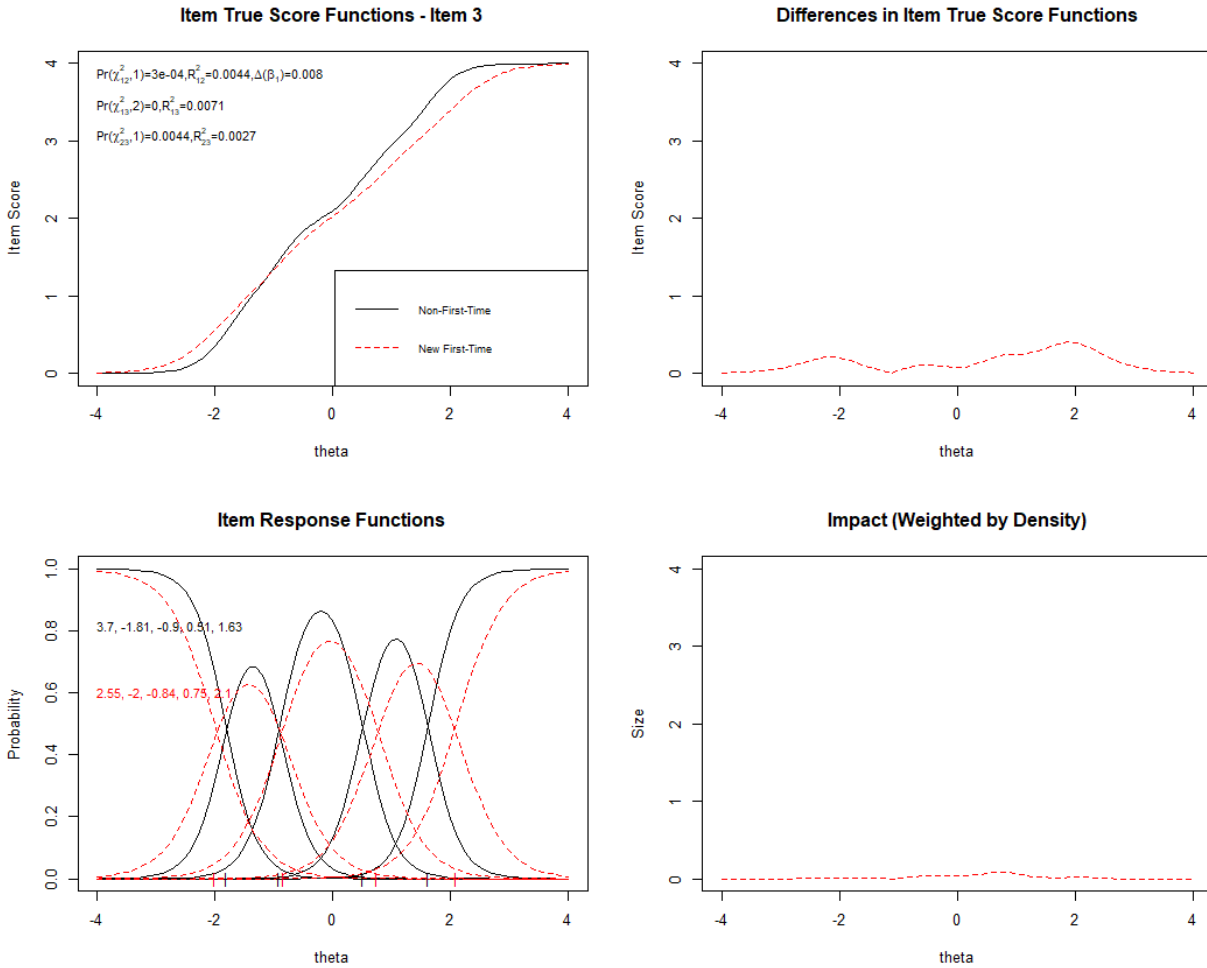 Item True Score Functions - Item 3
Pr(χ²₁₂,1)=3e-04,R²₁₂=0.0044,Δ(β₁)=0.008
Pr(χ²₁₃,2)=0,R²₁₃=0.0071
Pr(χ²₂₃,1)=0.0044,R²₂₃=0.0027
Item Score
4
3
2
1
0
Non-First-Time
New First-Time
-4 -2 0 2 4
theta
Differences in Item True Score Functions
Item Score
4
3
2
1
0
-4 -2 0 2 4
theta
Item Response Functions
Probability
1.0
0.8
0.6
0.4
0.2
0.0
3.7, -1.81, -0.9, 0.51, 1.63
2.55, -2, -0.84, 0.75, 2.1
-4 -2 0 2 4
theta
Impact (Weighted by Density)
Size
4
3
2
1
0
-4 -2 0 2 4
theta